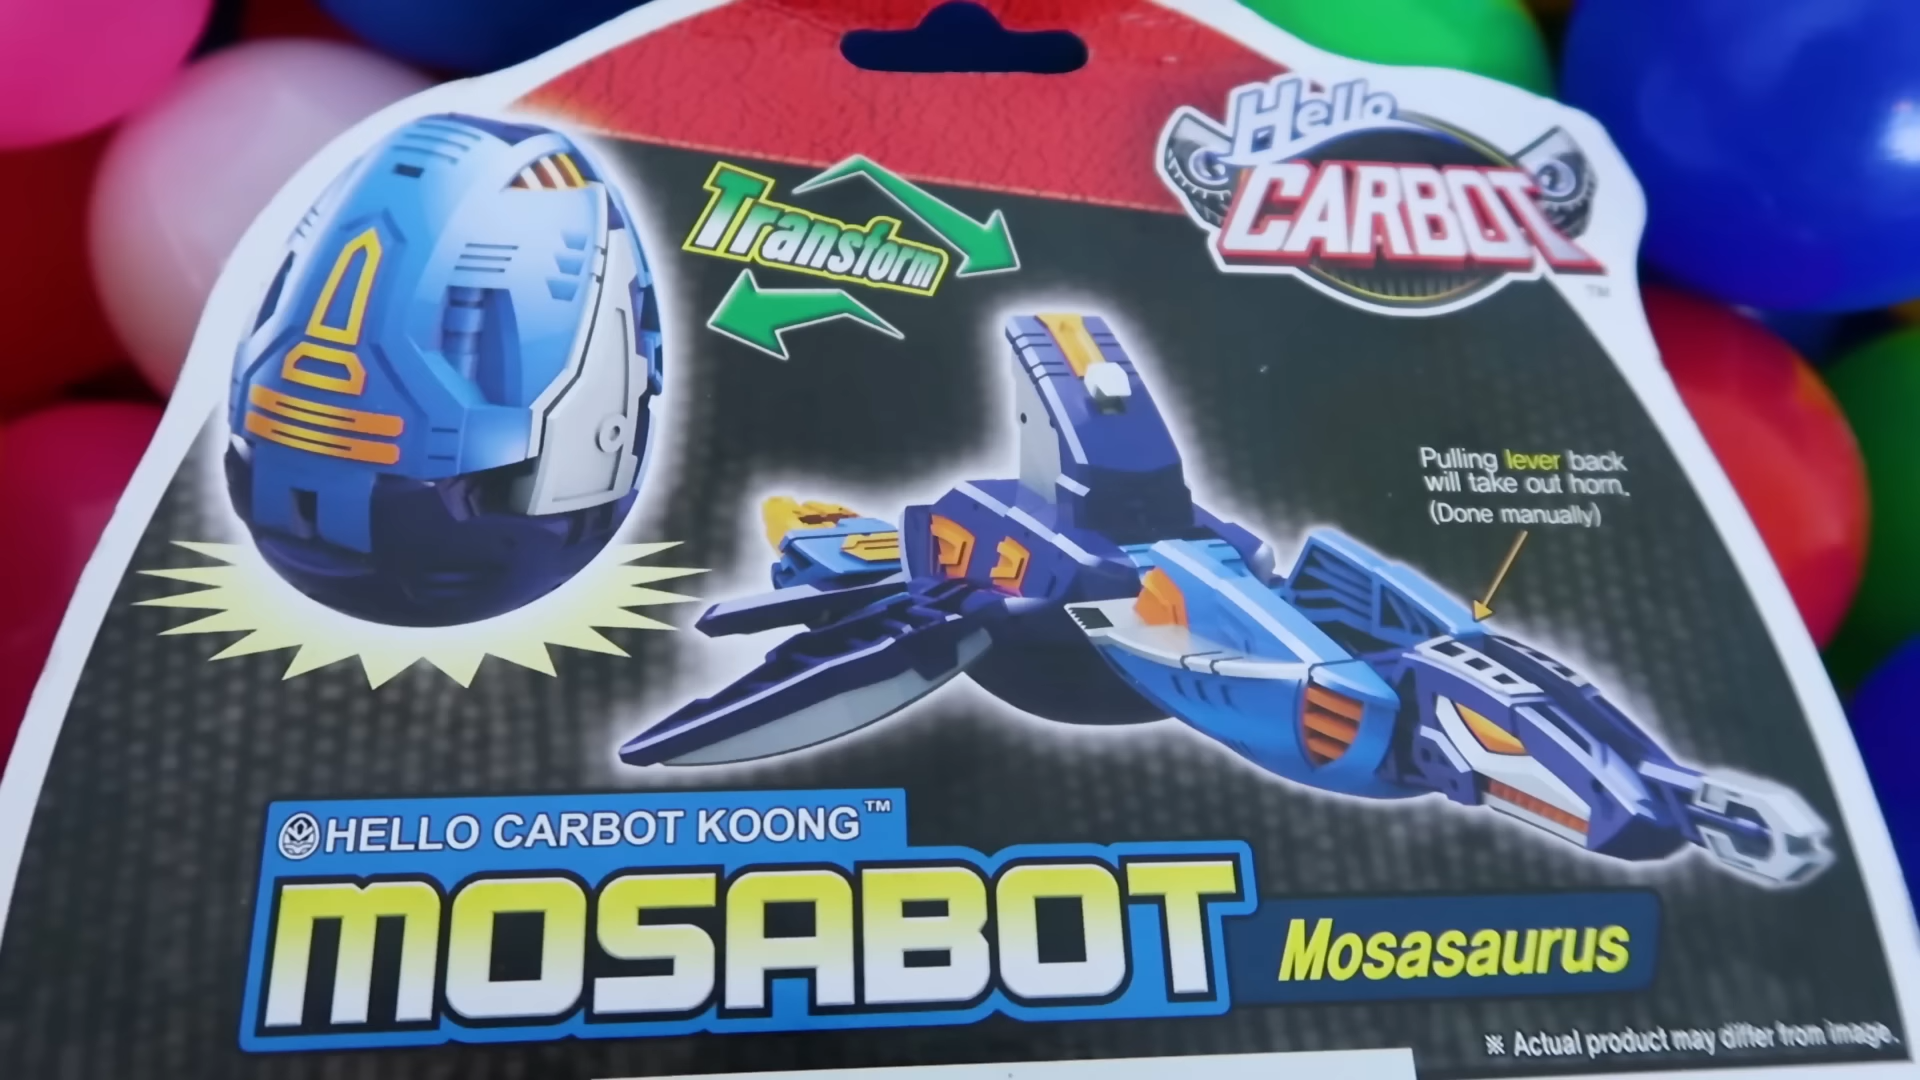 Hello
CARBOT
TM
Transform
Pulling lever back
will take out horn.
(Done manually)
HELLO CARBOT KOONG™
MOSABOT
Mosasaurus
※ Actual product may differ from image.